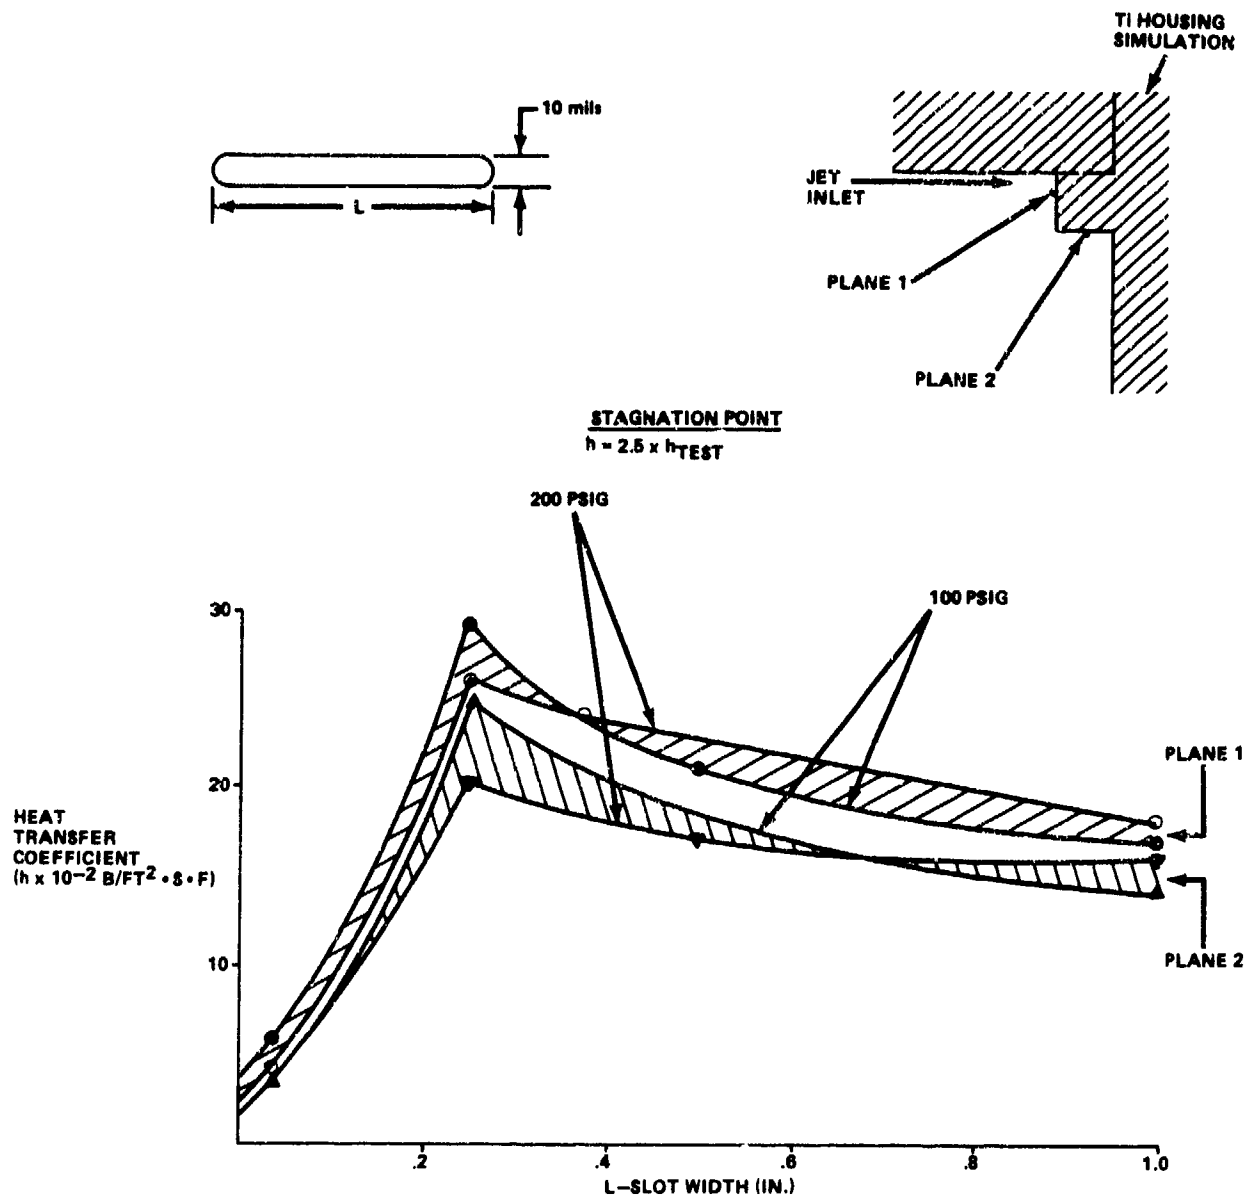 TI HOUSING
SIMULATION
10 mils
L
JET
INLET
PLANE 1
PLANE 2
STAGNATION POINT
h = 2.5 x hTEST
200 PSIG
100 PSIG
30
20
10
HEAT
TRANSFER
COEFFICIENT
(h x 10⁻² B/FT² • S • F)
PLANE 1
PLANE 2
.2
.4
.6
.8
1.0
L-SLOT WIDTH (IN.)